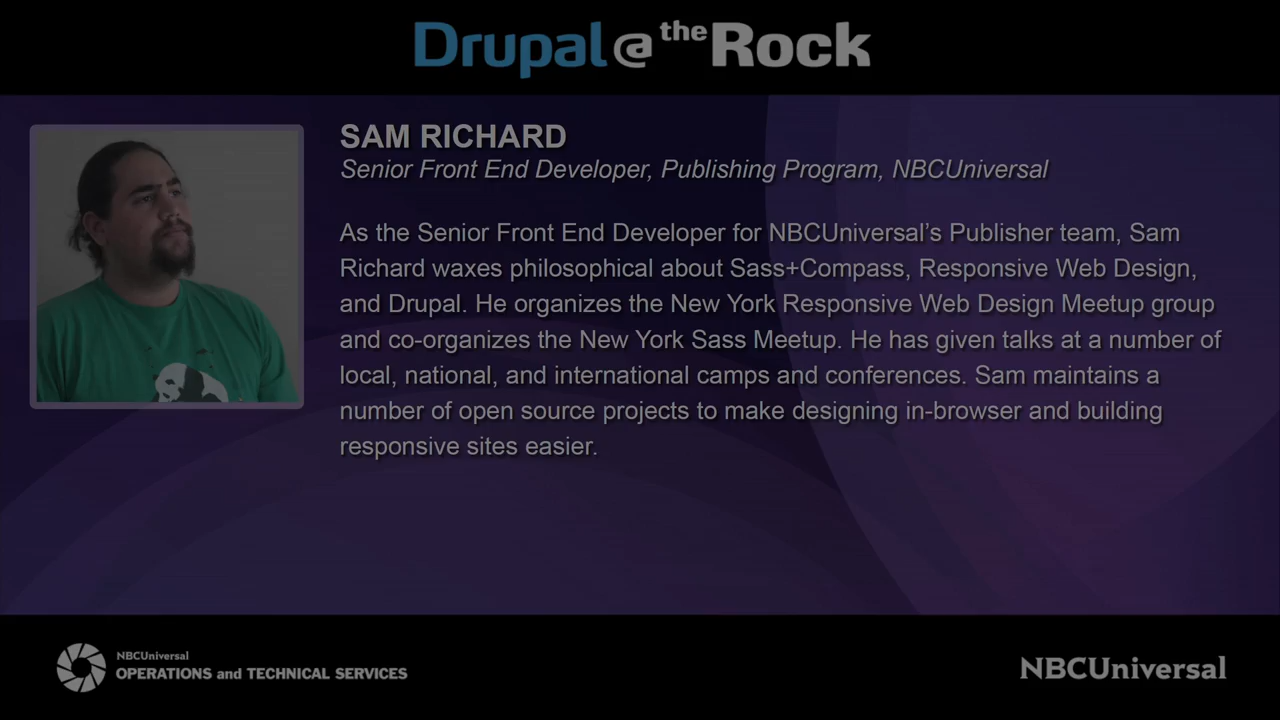 Drupal@theRock
SAM RICHARD
Senior Front End Developer, Publishing Program, NBCUniversal
As the Senior Front End Developer for NBCUniversal’s Publisher team, Sam
Richard waxes philosophical about Sass+Compass, Responsive Web Design,
and Drupal. He organizes the New York Responsive Web Design Meetup group
and co-organizes the New York Sass Meetup. He has given talks at a number of
local, national, and international camps and conferences. Sam maintains a
number of open source projects to make designing in-browser and building
responsive sites easier.
NBCUniversal
OPERATIONS and TECHNICAL SERVICES
NBCUniversal